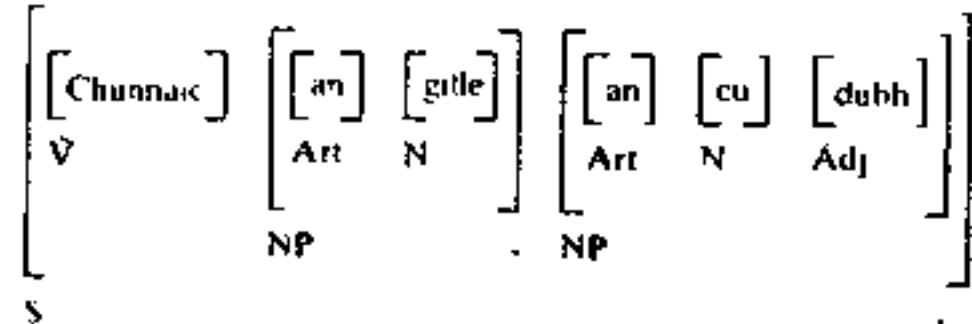 Chunnaic an gille an cu dubh
V Art N Art N Adj
NP NP
S